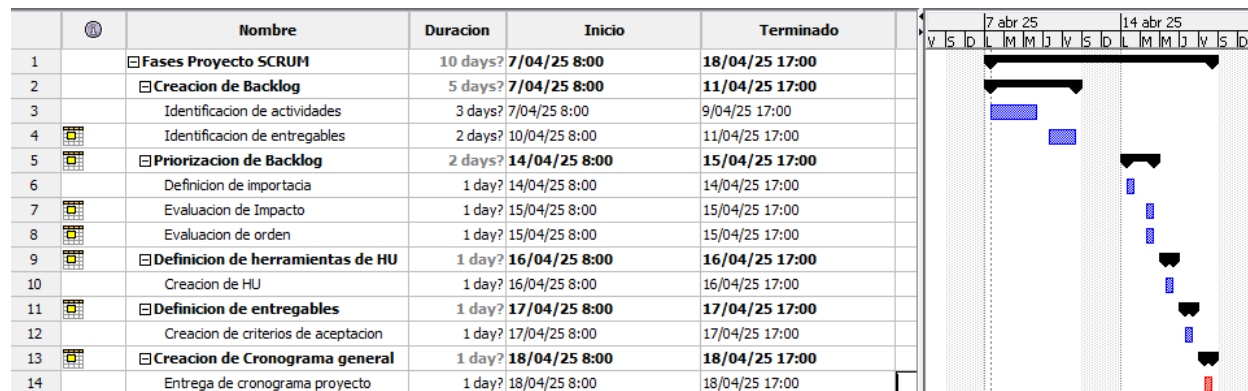 Nombre Duracion Inicio Terminado 7 abr 25 14 abr 25
V S D L M M J V S D L M M J V S D
1 Fases Proyecto SCRUM 10 days? 7/04/25 8:00 18/04/25 17:00
2 Creacion de Backlog 5 days? 7/04/25 8:00 11/04/25 17:00
3 Identificacion de actividades 3 days? 7/04/25 8:00 9/04/25 17:00
4 Identificacion de entregables 2 days? 10/04/25 8:00 11/04/25 17:00
5 Priorizacion de Backlog 2 days? 14/04/25 8:00 15/04/25 17:00
6 Definicion de importacia 1 day? 14/04/25 8:00 14/04/25 17:00
7 Evaluacion de Impacto 1 day? 15/04/25 8:00 15/04/25 17:00
8 Evaluacion de orden 1 day? 15/04/25 8:00 15/04/25 17:00
9 Definicion de herramientas de HU 1 day? 16/04/25 8:00 16/04/25 17:00
10 Creacion de HU 1 day? 16/04/25 8:00 16/04/25 17:00
11 Definicion de entregables 1 day? 17/04/25 8:00 17/04/25 17:00
12 Creacion de criterios de aceptacion 1 day? 17/04/25 8:00 17/04/25 17:00
13 Creacion de Cronograma general 1 day? 18/04/25 8:00 18/04/25 17:00
14 Entrega de cronograma proyecto 1 day? 18/04/25 8:00 18/04/25 17:00